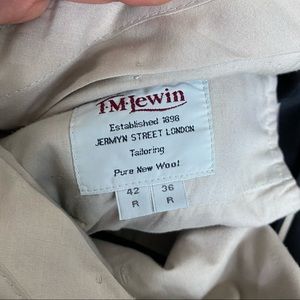 T·M·Lewin
Established 1898
JERMYN STREET LONDON
Tailoring
Pure New Wool
42 36
R R